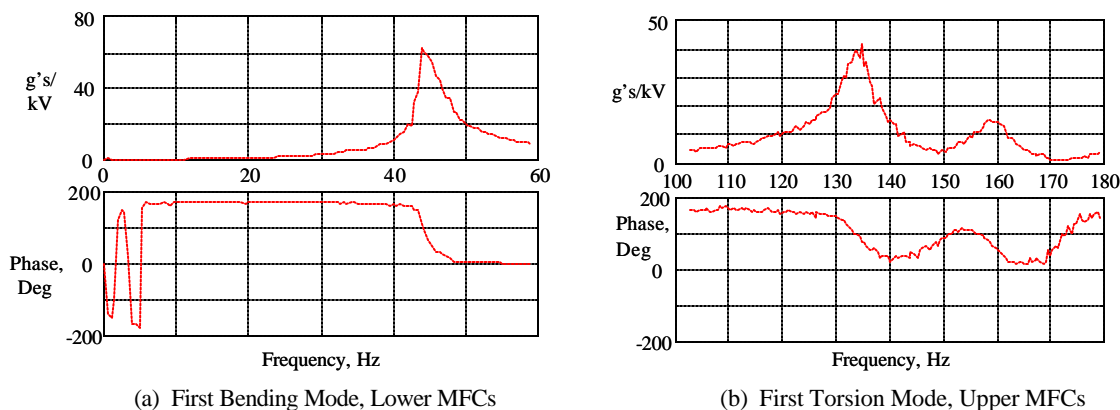 80
g's/
kV
40
0
0 20 40 60
200
Phase,
Deg
0
-200
Frequency, Hz
(a) First Bending Mode, Lower MFCs
50
g's/kV
0
100 110 120 130 140 150 160 170 180
200
Phase,
Deg
0
-200
Frequency, Hz
(b) First Torsion Mode, Upper MFCs